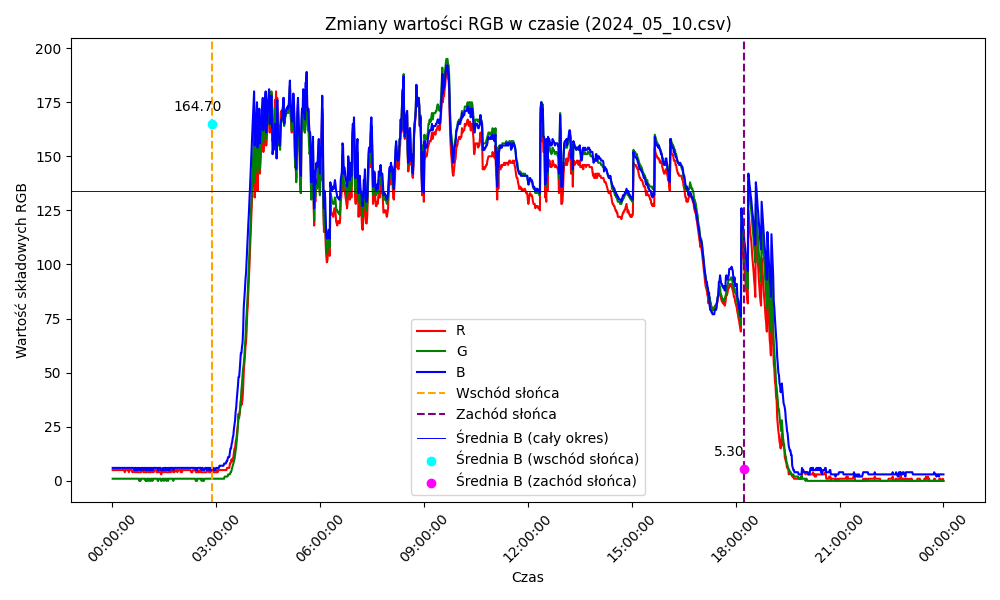 Zmiany wartości RGB w czasie (2024_05_10.csv)
Wartość składowych RGB
200
175
150
125
100
75
50
25
0
164.70
5.30
R
G
B
Wschód słońca
Zachód słońca
Średnia B (cały okres)
Średnia B (wschód słońca)
Średnia B (zachód słońca)
00:00:00
03:00:00
06:00:00
09:00:00
12:00:00
15:00:00
18:00:00
21:00:00
00:00:00
Czas